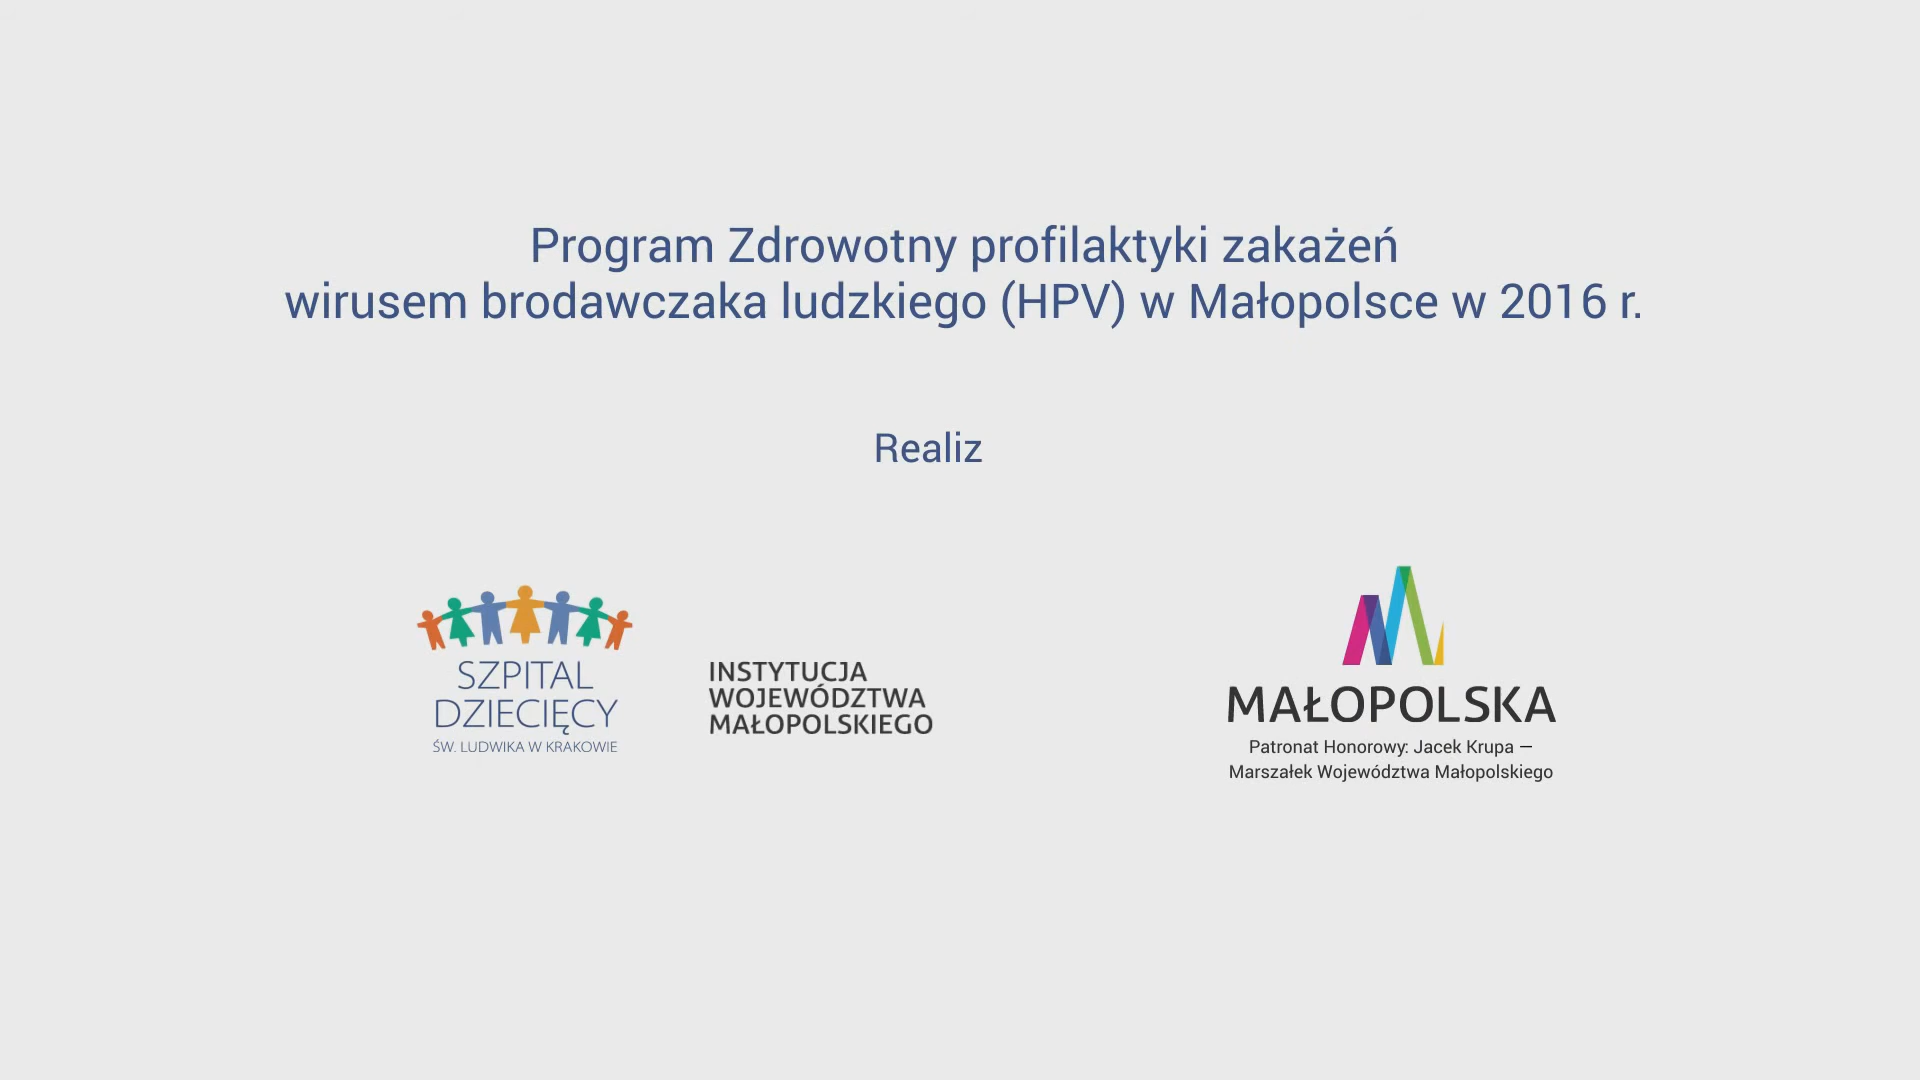 Program Zdrowotny profilaktyki zakażeń
wirusem brodawczaka ludzkiego (HPV) w Małopolsce w 2016 r.
Realiz
SZPITAL
DZIECIĘCY
ŚW. LUDWIKA W KRAKOWIE
INSTYTUCJA
WOJEWÓDZTWA
MAŁOPOLSKIEGO
MAŁOPOLSKA
Patronat Honorowy: Jacek Krupa —
Marszałek Województwa Małopolskiego